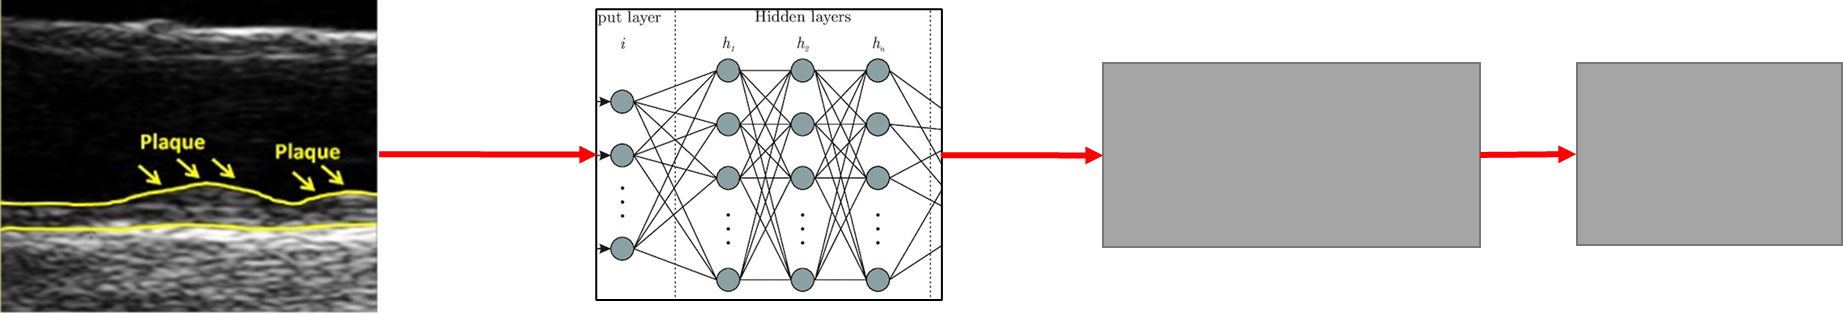 Plaque
Plaque
put layer
Hidden layers
i
h₁
h₂
hₙ